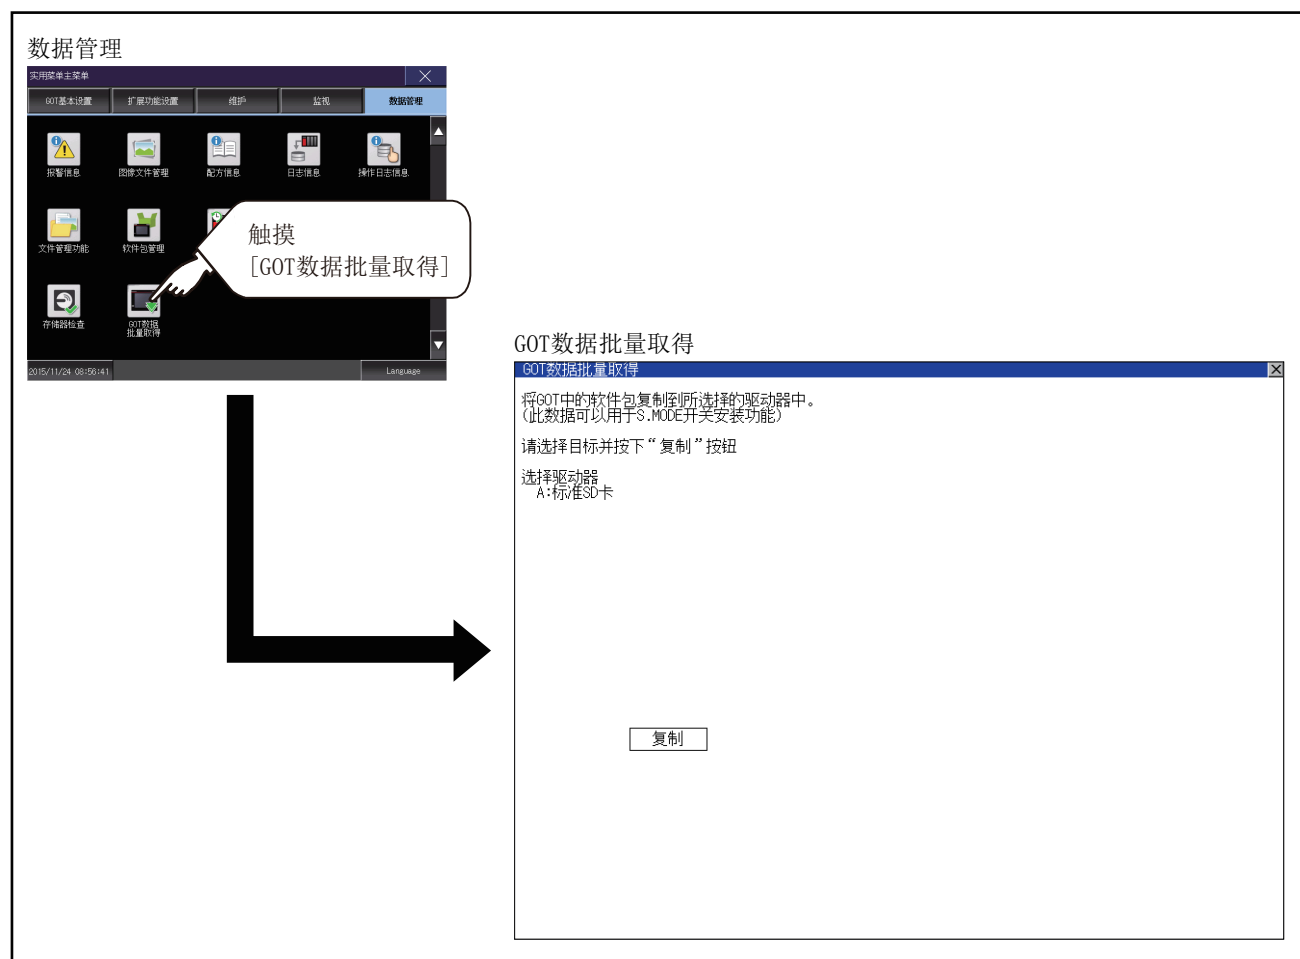 数据管理
实用菜单主菜单
GOT基本设置 扩展功能设置 维护 监视 数据管理
报警信息 图像文件管理 配方信息 日志信息 操作日志信息
文件管理功能 软件包管理
触摸
[GOT数据批量取得]
存储器检查 GOT数据
批量取得
2015/11/24 08:56:41 Language
GOT数据批量取得
GOT数据批量取得
将GOT中的软件包复制到所选择的驱动器中。
(此数据可以用于S.MODE开关安装功能)
请选择目标并按下“复制”按钮
选择驱动器
A:标准SD卡
复制